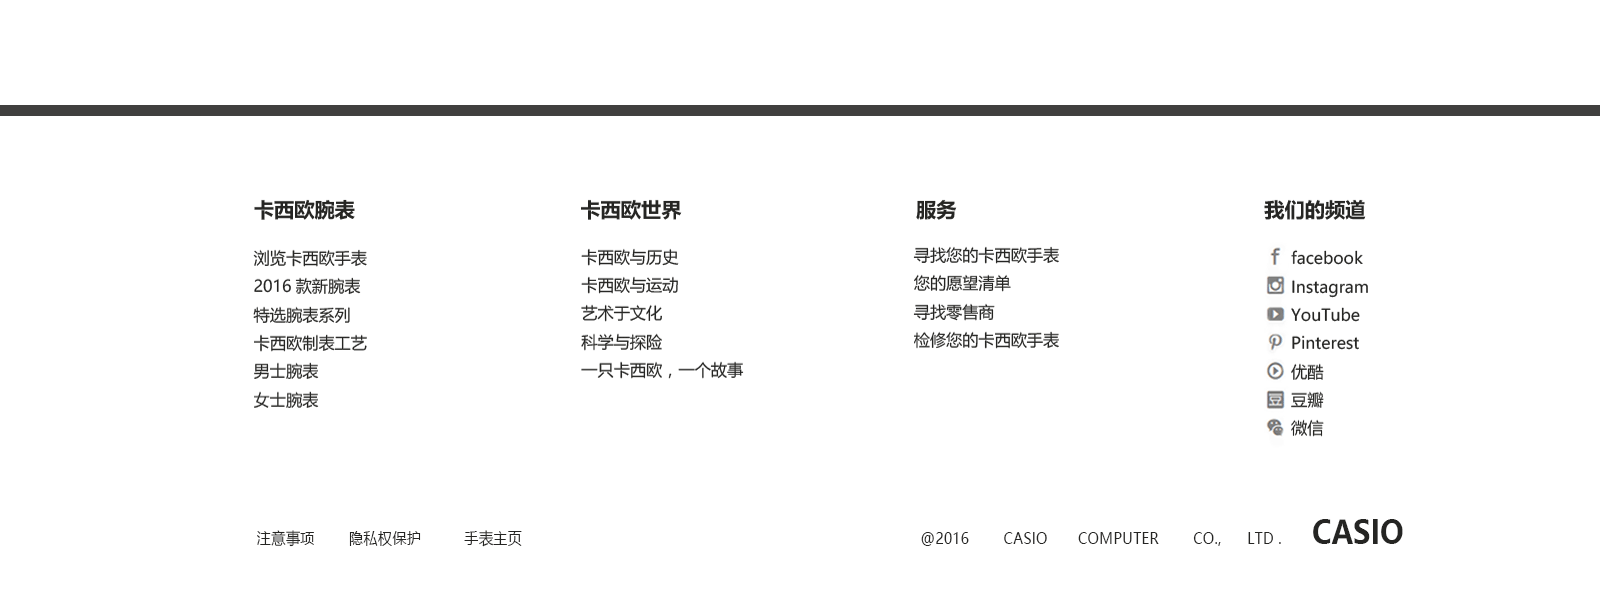 卡西欧腕表
浏览卡西欧手表
2016 款新腕表
特选腕表系列
卡西欧制表工艺
男士腕表
女士腕表
卡西欧世界
卡西欧与历史
卡西欧与运动
艺术于文化
科学与探险
一只卡西欧，一个故事
服务
寻找您的卡西欧手表
您的愿望清单
寻找零售商
检修您的卡西欧手表
我们的频道
facebook
Instagram
YouTube
Pinterest
优酷
豆瓣
微信
注意事项 隐私权保护 手表主页
@2016 CASIO COMPUTER CO., LTD . CASIO